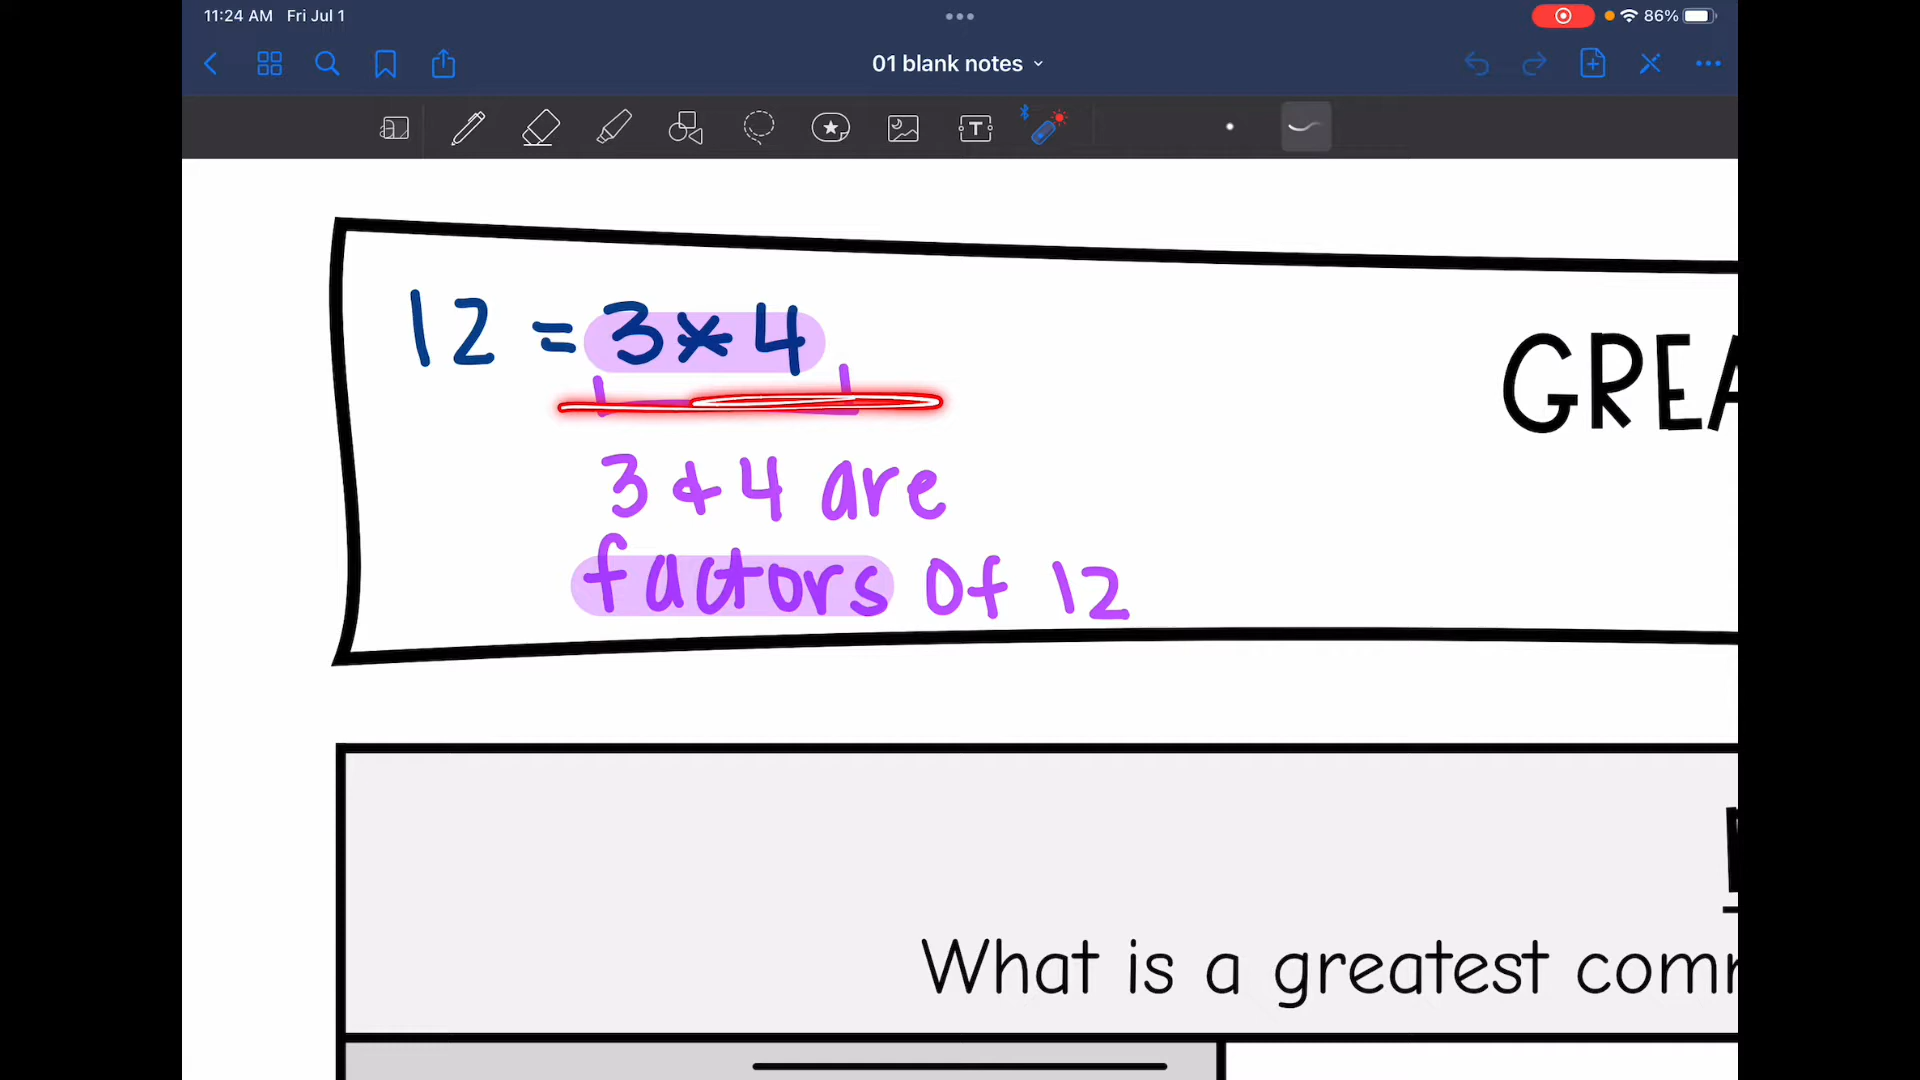 11:24 AM Fri Jul 1
86%
01 blank notes
T
12 = 3*4
GREA
3 & 4 are
factors of 12
What is a greatest comm